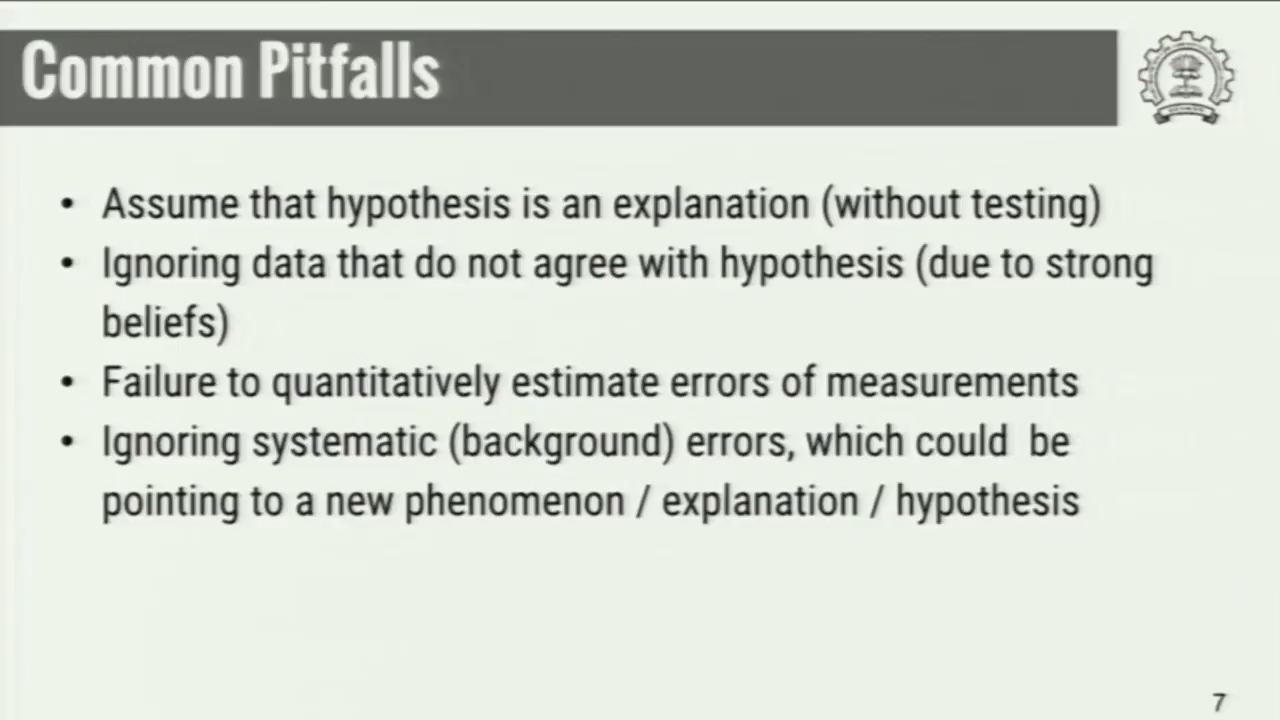 Common Pitfalls
• Assume that hypothesis is an explanation (without testing)
• Ignoring data that do not agree with hypothesis (due to strong
beliefs)
• Failure to quantitatively estimate errors of measurements
• Ignoring systematic (background) errors, which could  be
pointing to a new phenomenon / explanation / hypothesis
7